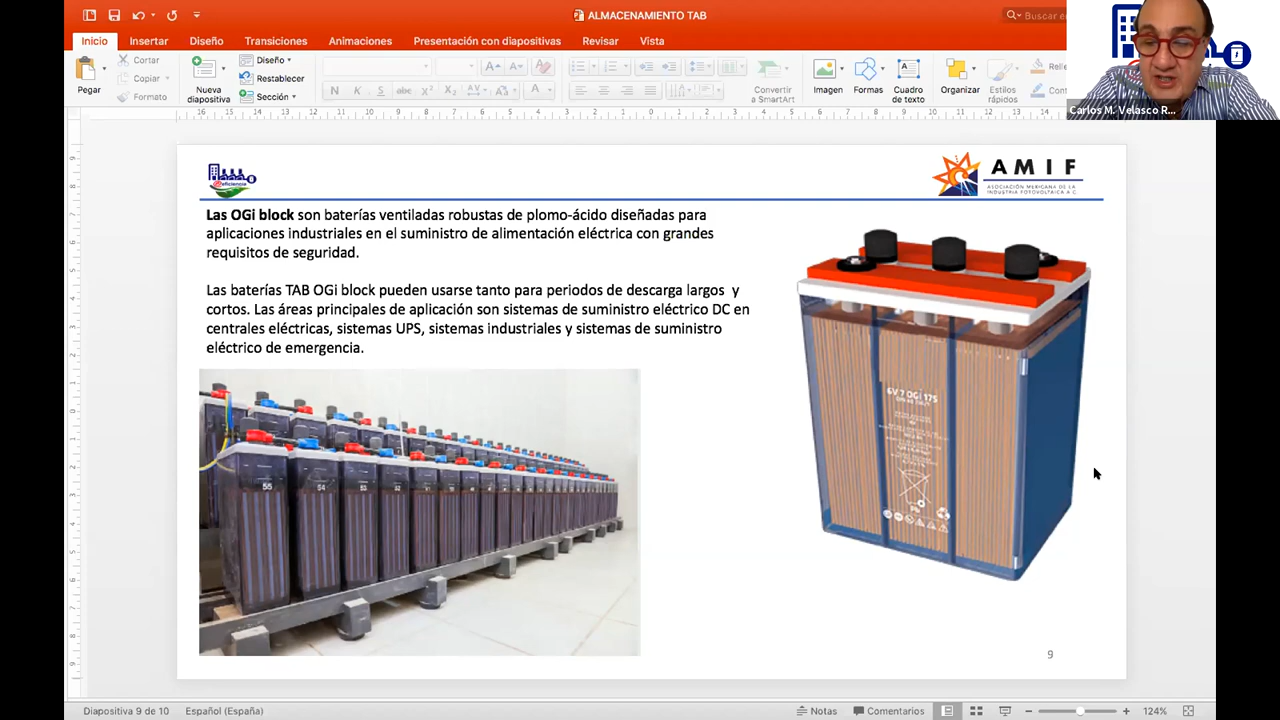 ALMACENAMIENTO TAB
Buscar en
Inicio
Insertar
Diseño
Transiciones
Animaciones
Presentación con diapositivas
Revisar
Vista
Pegar
Cortar
Copiar
Formato
Nueva
diapositiva
Diseño
Restablecer
Sección
Convertir
a SmartArt
Imagen
Formas
Cuadro
de texto
Organizar
Estilos
rápidos
Carlos M. Velasco R...
eficiencia
AMIF
ASOCIACIÓN MEXICANA DE LA
INDUSTRIA FOTOVOLTAICA A C
Las OGi block son baterías ventiladas robustas de plomo-ácido diseñadas para
aplicaciones industriales en el suministro de alimentación eléctrica con grandes
requisitos de seguridad.
Las baterías TAB OGi block pueden usarse tanto para periodos de descarga largos y
cortos. Las áreas principales de aplicación son sistemas de suministro eléctrico DC en
centrales eléctricas, sistemas UPS, sistemas industriales y sistemas de suministro
eléctrico de emergencia.
55
54
53
52
6V 7 OGi 175
9
Diapositiva 9 de 10
Español (España)
Notas
Comentarios
124%